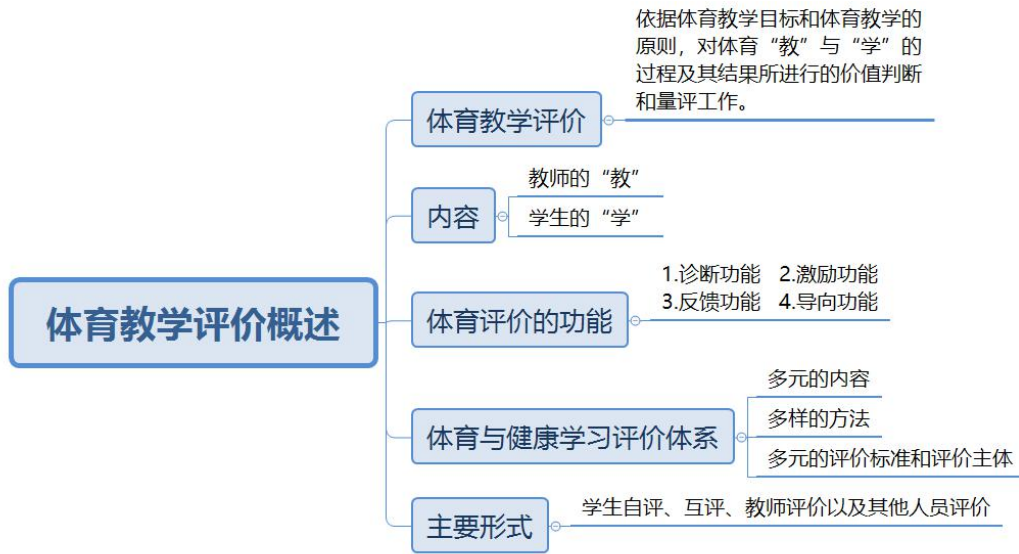 体育教学评价概述
体育教学评价
依据体育教学目标和体育教学的
原则，对体育“教”与“学”的
过程及其结果所进行的价值判断
和量评工作。
内容
教师的“教”
学生的“学”
体育评价的功能
1.诊断功能 2.激励功能
3.反馈功能 4.导向功能
体育与健康学习评价体系
多元的内容
多样的方法
多元的评价标准和评价主体
主要形式
学生自评、互评、教师评价以及其他人员评价